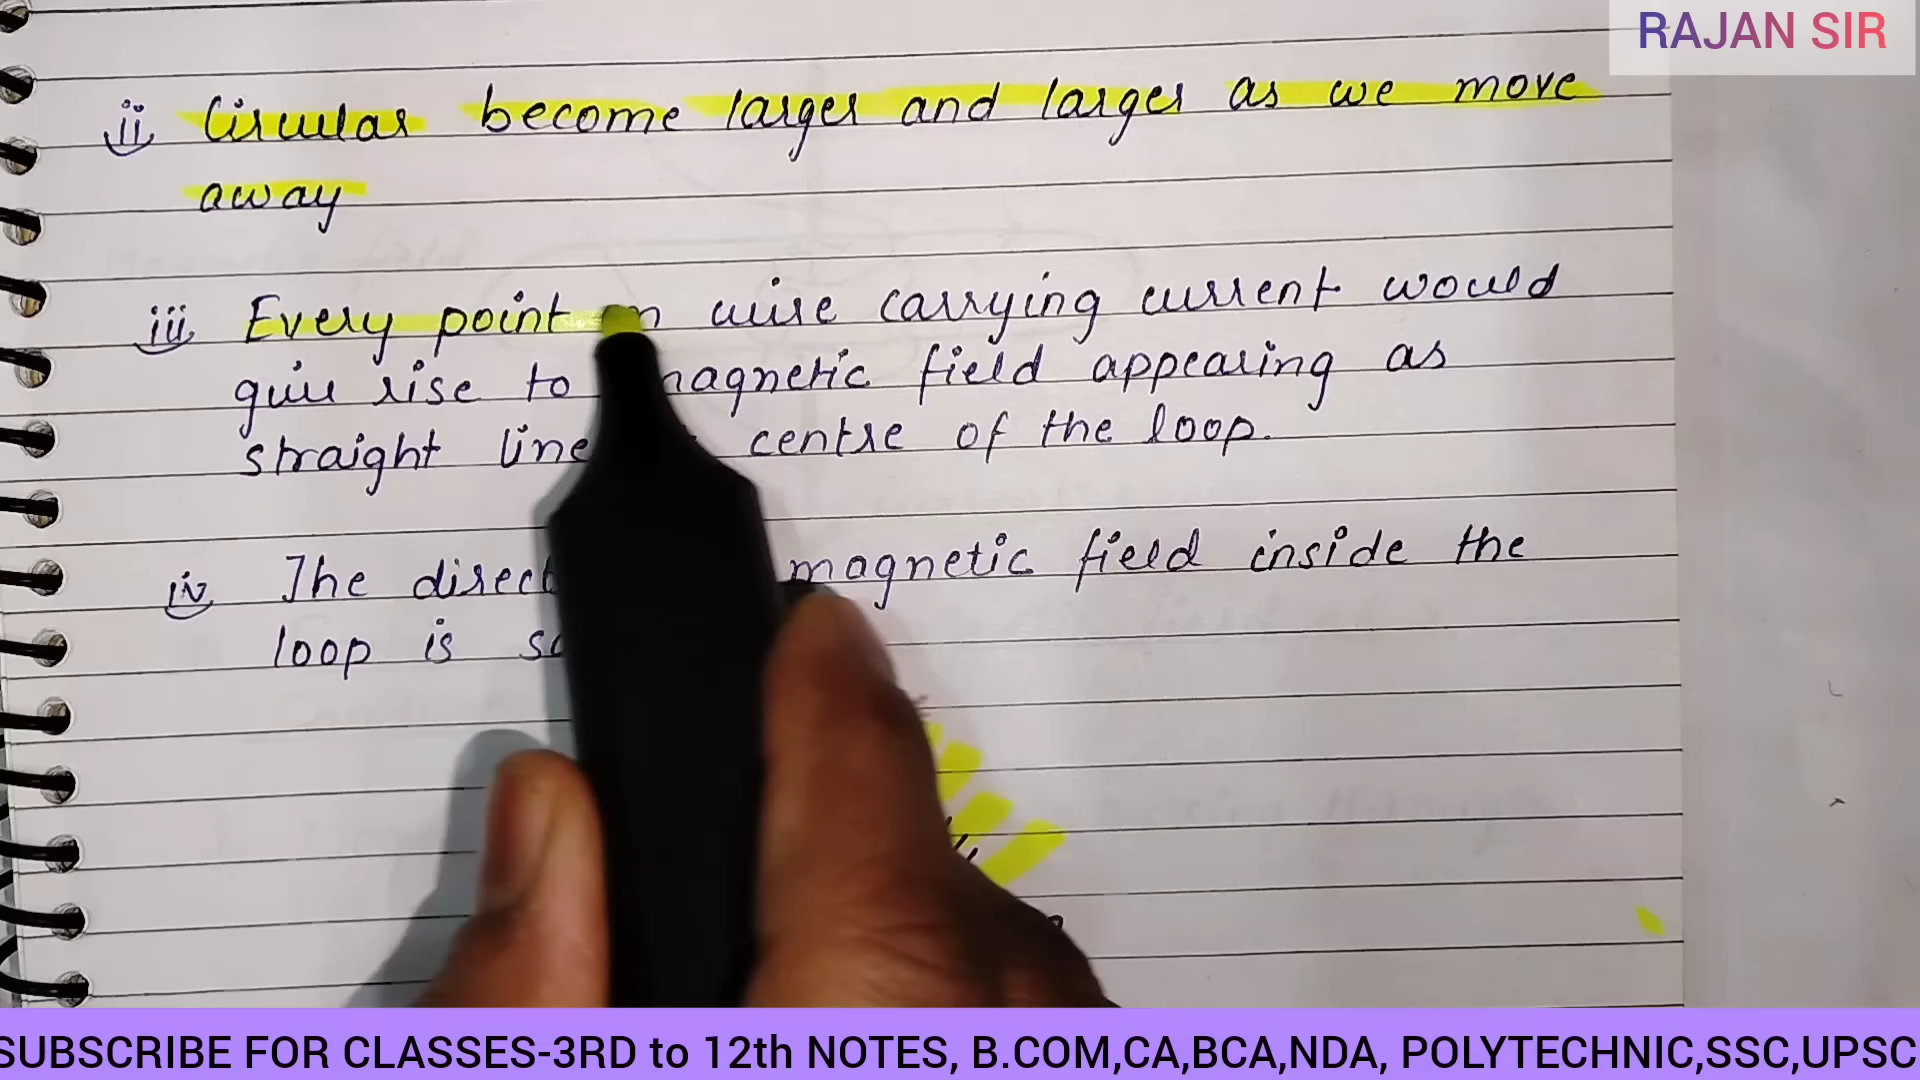 RAJAN SIR
ii Circular become larger and larger as we move
away
iii Every point on wire carrying current would
give rise to magnetic field appearing as
straight line centre of the loop.
iv The direct magnetic field inside the
loop is
SUBSCRIBE FOR CLASSES-3RD to 12th NOTES, B.COM,CA,BCA,NDA, POLYTECHNIC,SSC,UPSC